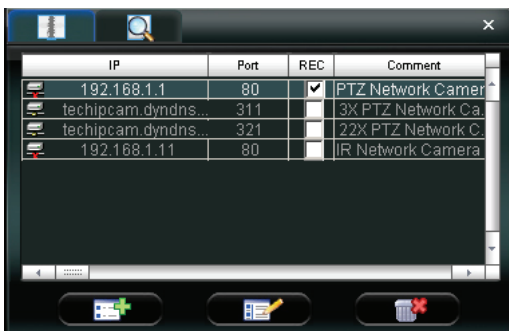 IP Port REC Comment
192.168.1.1 80 PTZ Network Camer
techipcam.dyndns... 311 3X PTZ Network Ca.
techipcam.dyndns... 321 22X PTZ Network C.
192.168.1.11 80 IR Network Camera